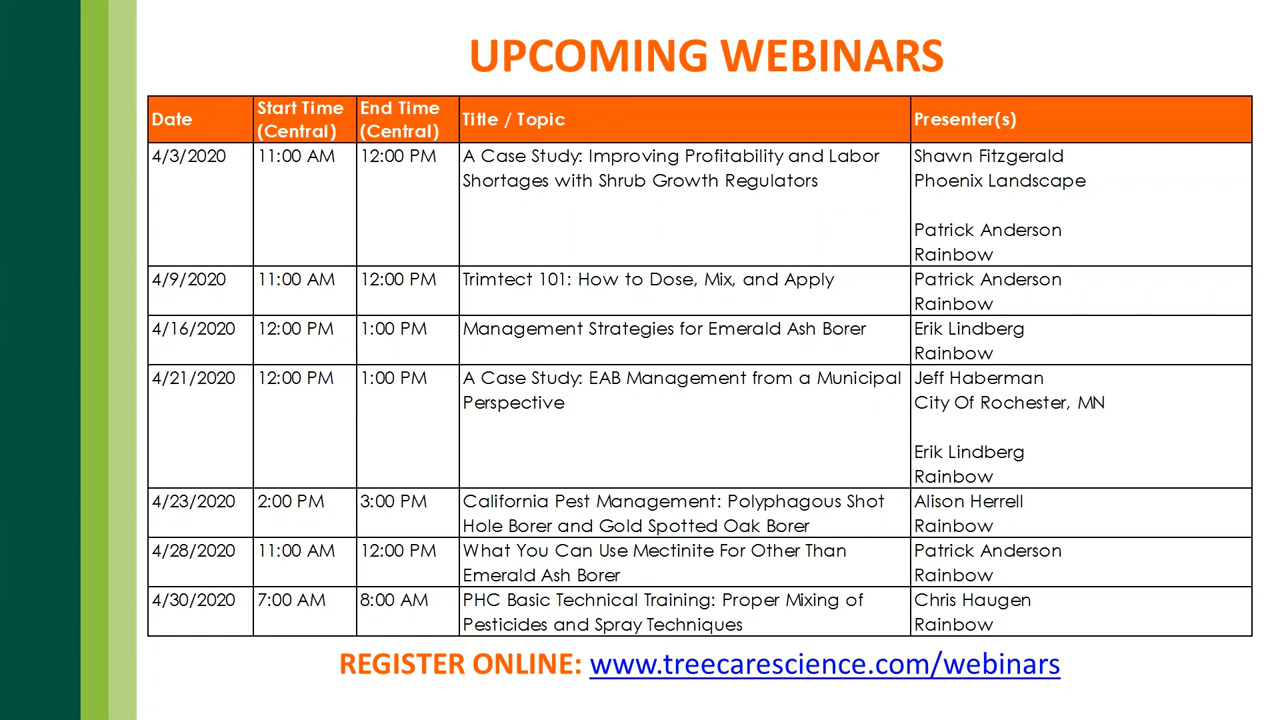 UPCOMING WEBINARS
Date
Start Time
(Central)
End Time
(Central)
Title / Topic
Presenter(s)
4/3/2020
11:00 AM
12:00 PM
A Case Study: Improving Profitability and Labor
Shortages with Shrub Growth Regulators
Shawn Fitzgerald
Phoenix Landscape
Patrick Anderson
Rainbow
4/9/2020
11:00 AM
12:00 PM
Trimtect 101: How to Dose, Mix, and Apply
Patrick Anderson
Rainbow
4/16/2020
12:00 PM
1:00 PM
Management Strategies for Emerald Ash Borer
Erik Lindberg
Rainbow
4/21/2020
12:00 PM
1:00 PM
A Case Study: EAB Management from a Municipal
Perspective
Jeff Haberman
City Of Rochester, MN
Erik Lindberg
Rainbow
4/23/2020
2:00 PM
3:00 PM
California Pest Management: Polyphagous Shot
Hole Borer and Gold Spotted Oak Borer
Alison Herrell
Rainbow
4/28/2020
11:00 AM
12:00 PM
What You Can Use Mectinite For Other Than
Emerald Ash Borer
Patrick Anderson
Rainbow
4/30/2020
7:00 AM
8:00 AM
PHC Basic Technical Training: Proper Mixing of
Pesticides and Spray Techniques
Chris Haugen
Rainbow
REGISTER ONLINE: www.treecarescience.com/webinars